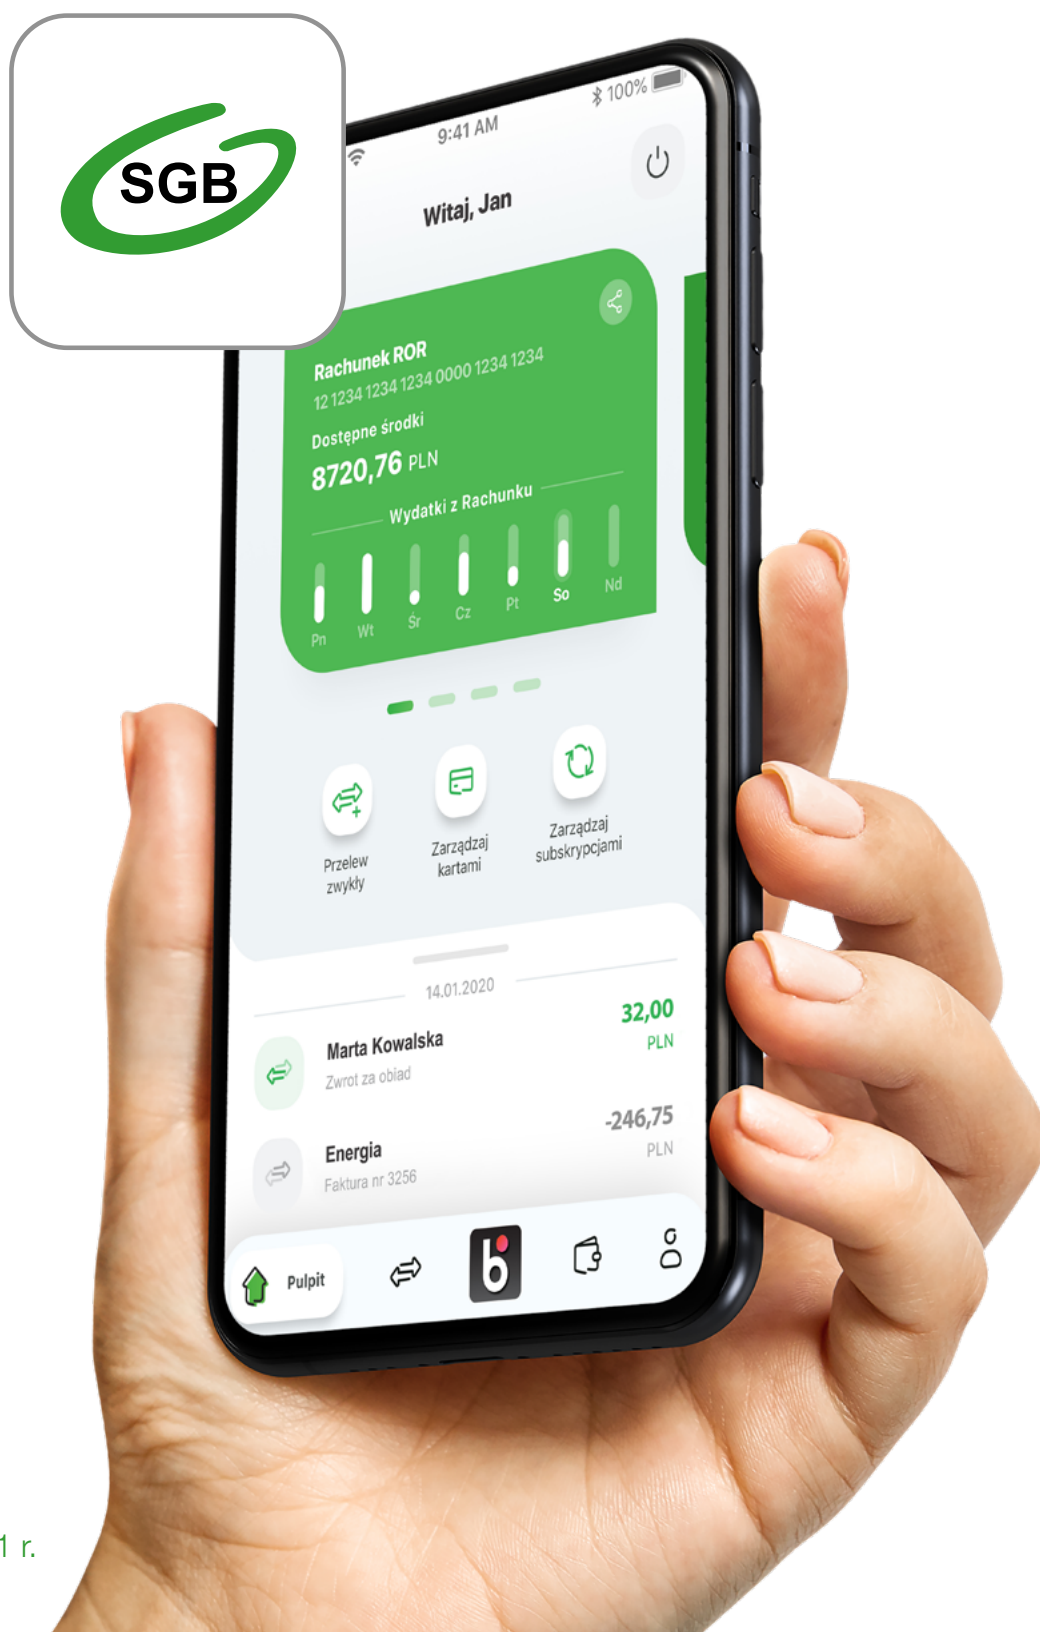 SGB
9:41 AM
100%
Witaj, Jan
Rachunek ROR
12 1234 1234 1234 0000 1234 1234
Dostępne środki
8720,76 PLN
Wydatki z Rachunku
Pn Wt Śr Cz Pt So Nd
Przelew
zwykły
Zarządzaj
kartami
Zarządzaj
subskrypcjami
14.01.2020
Marta Kowalska
32,00
Zwrot za obiad
PLN
Energia
-246,75
Faktura nr 3256
PLN
Pulpit
b
1 r.